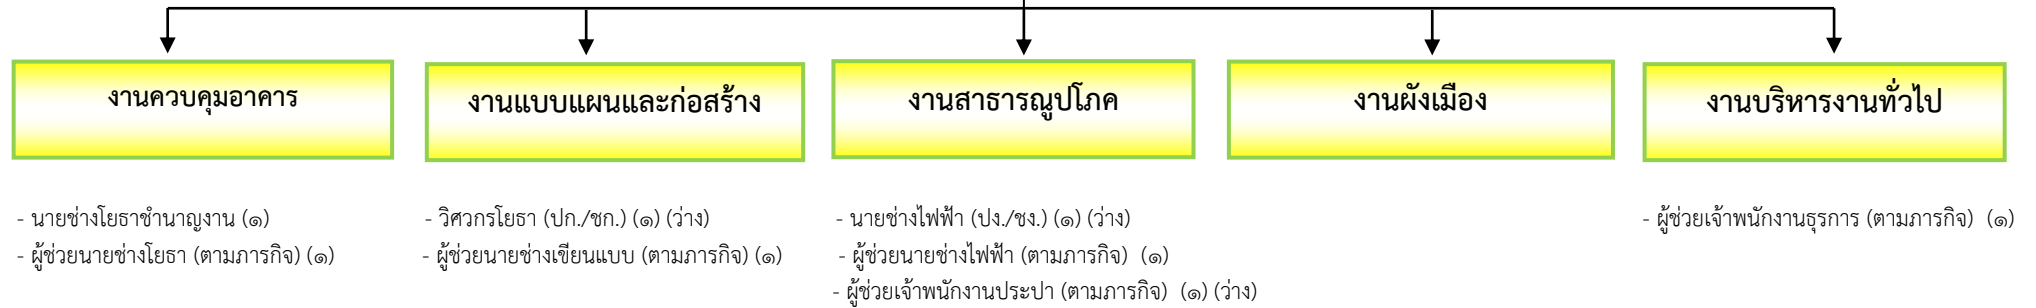 งานควบคุมอาคาร
งานแบบแผนและก่อสร้าง
งานสาธารณูปโภค
งานผังเมือง
งานบริหารงานทั่วไป
- นายช่างโยธาชำนาญงาน (๑)
- ผู้ช่วยนายช่างโยธา (ตามภารกิจ) (๑)
- วิศวกรโยธา (ปก./ชก.) (๑) (ว่าง)
- ผู้ช่วยนายช่างเขียนแบบ (ตามภารกิจ) (๑)
- นายช่างไฟฟ้า (ปง./ชง.) (๑) (ว่าง)
- ผู้ช่วยนายช่างไฟฟ้า (ตามภารกิจ) (๑)
- ผู้ช่วยเจ้าพนักงานประปา (ตามภารกิจ) (๑) (ว่าง)
- ผู้ช่วยเจ้าพนักงานธุรการ (ตามภารกิจ) (๑)